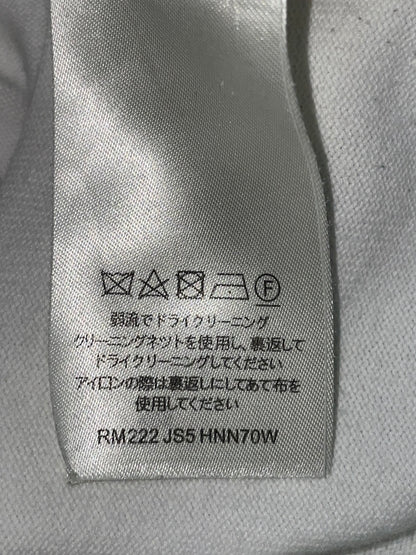 F
弱流でドライクリーニング
クリーニングネットを使用し、裏返して
ドライクリーニングしてください
アイロンの際は裏返しにしてあて布を
使用してください
RM222 JS5 HNN70W